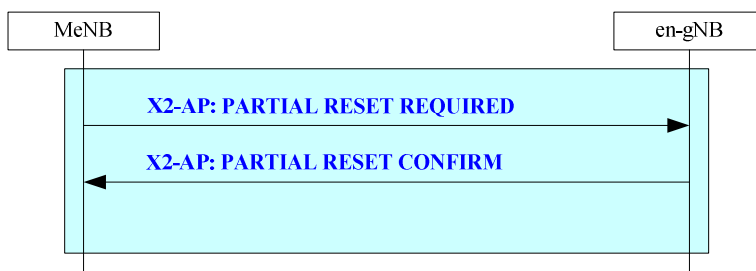 MeNB
en-gNB
X2-AP: PARTIAL RESET REQUIRED
X2-AP: PARTIAL RESET CONFIRM